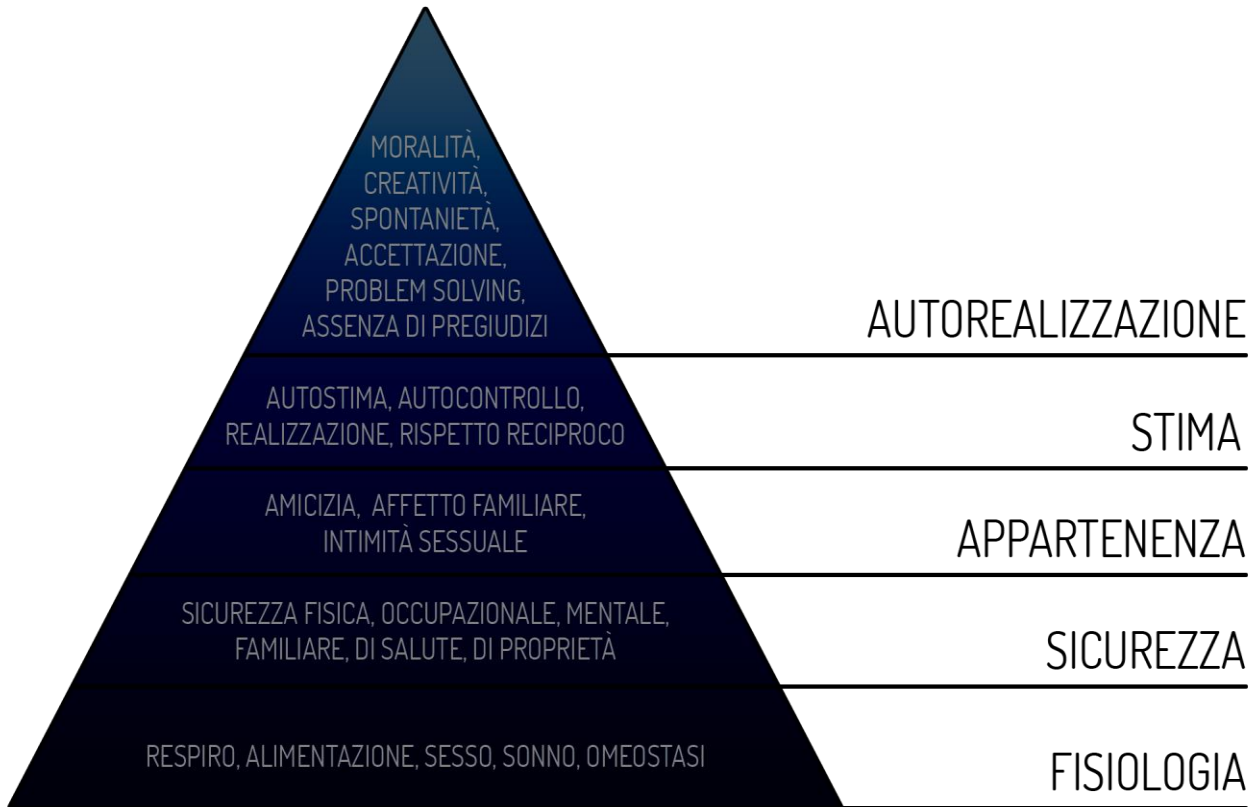 MORALITÀ,
CREATIVITÀ,
SPONTANIETÀ,
ACCETTAZIONE,
PROBLEM SOLVING,
ASSENZA DI PREGIUDIZI
AUTOREALIZZAZIONE
AUTOSTIMA, AUTOCONTROLLO,
REALIZZAZIONE, RISPETTO RECIPROCO
STIMA
AMICIZIA, AFFETTO FAMILIARE,
INTIMITÀ SESSUALE
APPARTENENZA
SICUREZZA FISICA, OCCUPAZIONALE, MENTALE,
FAMILIARE, DI SALUTE, DI PROPRIETÀ
SICUREZZA
RESPIRO, ALIMENTAZIONE, SESSO, SONNO, OMEOSTASI
FISIOLOGIA